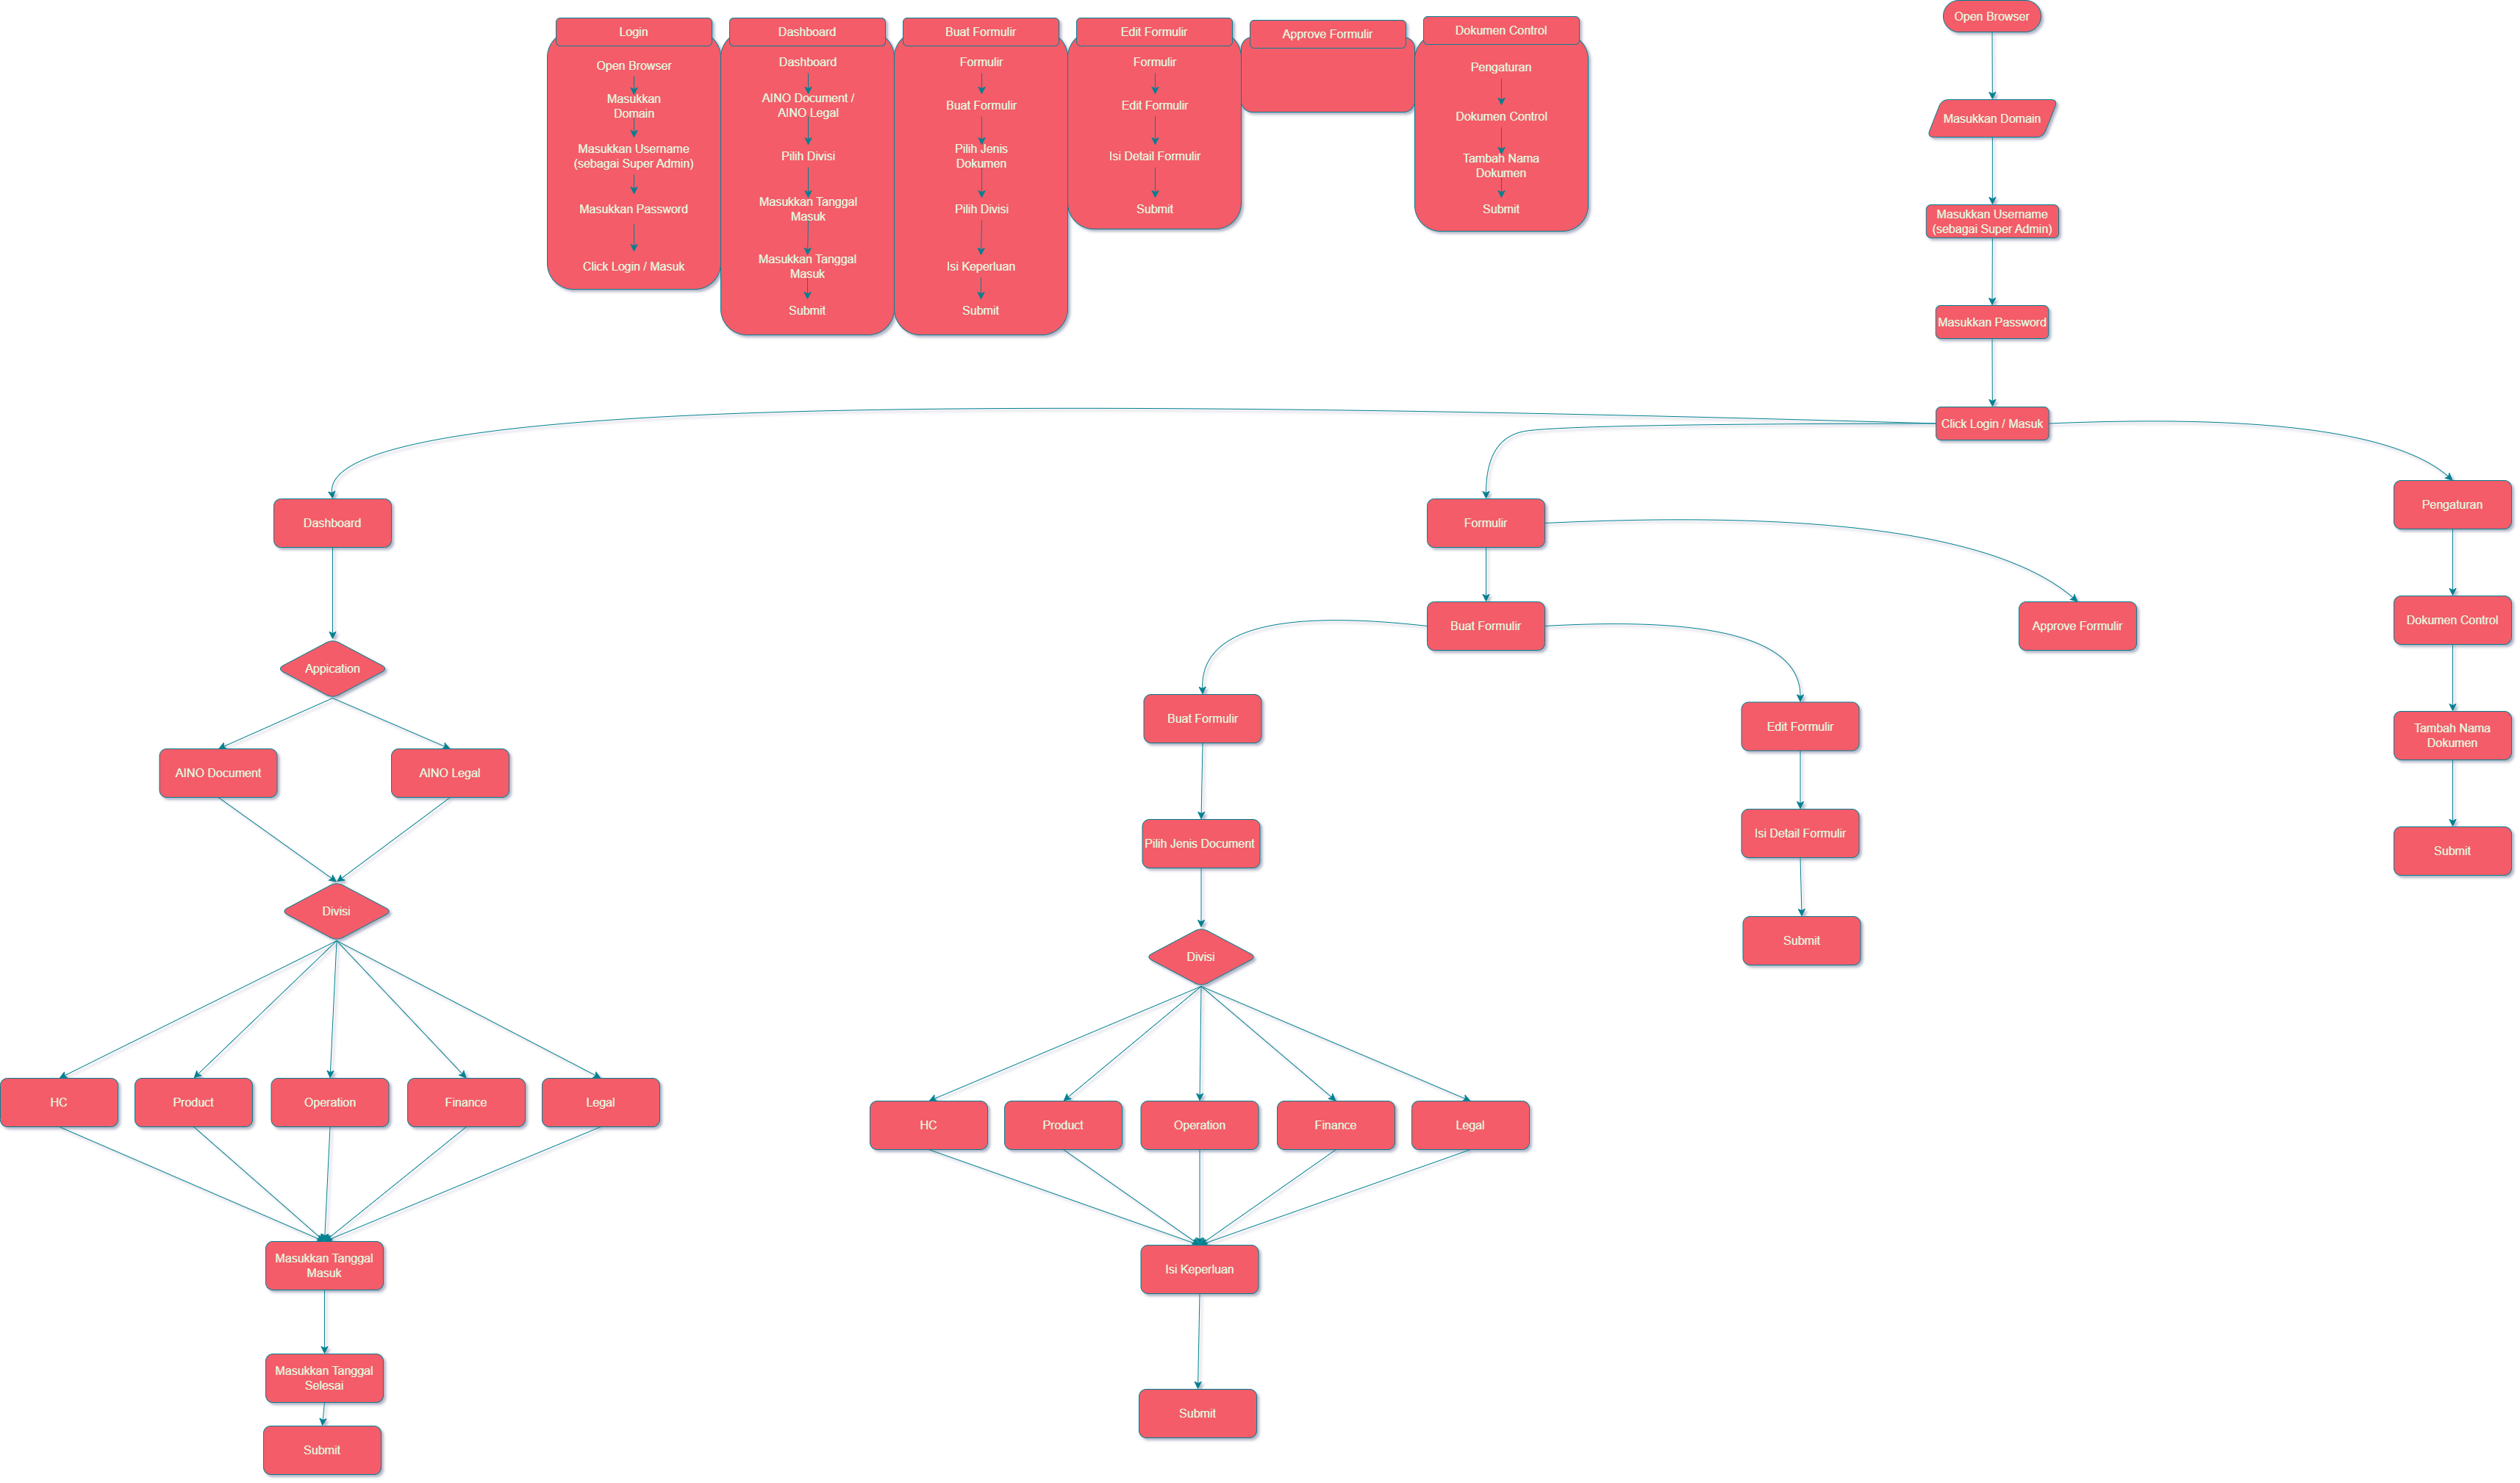 Login
Open Browser
Masukkan
Domain
Masukkan Username
(sebagai Super Admin)
Masukkan Password
Click Login / Masuk
Dashboard
Dashboard
AINO Document /
AINO Legal
Pilih Divisi
Masukkan Tanggal
Masuk
Masukkan Tanggal
Masuk
Submit
Buat Formulir
Formulir
Buat Formulir
Pilih Jenis
Dokumen
Pilih Divisi
Isi Keperluan
Submit
Edit Formulir
Formulir
Edit Formulir
Isi Detail Formulir
Submit
Approve Formulir
Dokumen Control
Pengaturan
Dokumen Control
Tambah Nama
Dokumen
Submit
Open Browser
Masukkan Domain
Masukkan Username
(sebagai Super Admin)
Masukkan Password
Click Login / Masuk
Dashboard
Appication
AINO Document
AINO Legal
Divisi
HC
Product
Operation
Finance
Legal
Masukkan Tanggal
Masuk
Masukkan Tanggal
Selesai
Submit
Formulir
Buat Formulir
Approve Formulir
Buat Formulir
Pilih Jenis Document
Divisi
HC
Product
Operation
Finance
Legal
Isi Keperluan
Submit
Edit Formulir
Isi Detail Formulir
Submit
Pengaturan
Dokumen Control
Tambah Nama
Dokumen
Submit